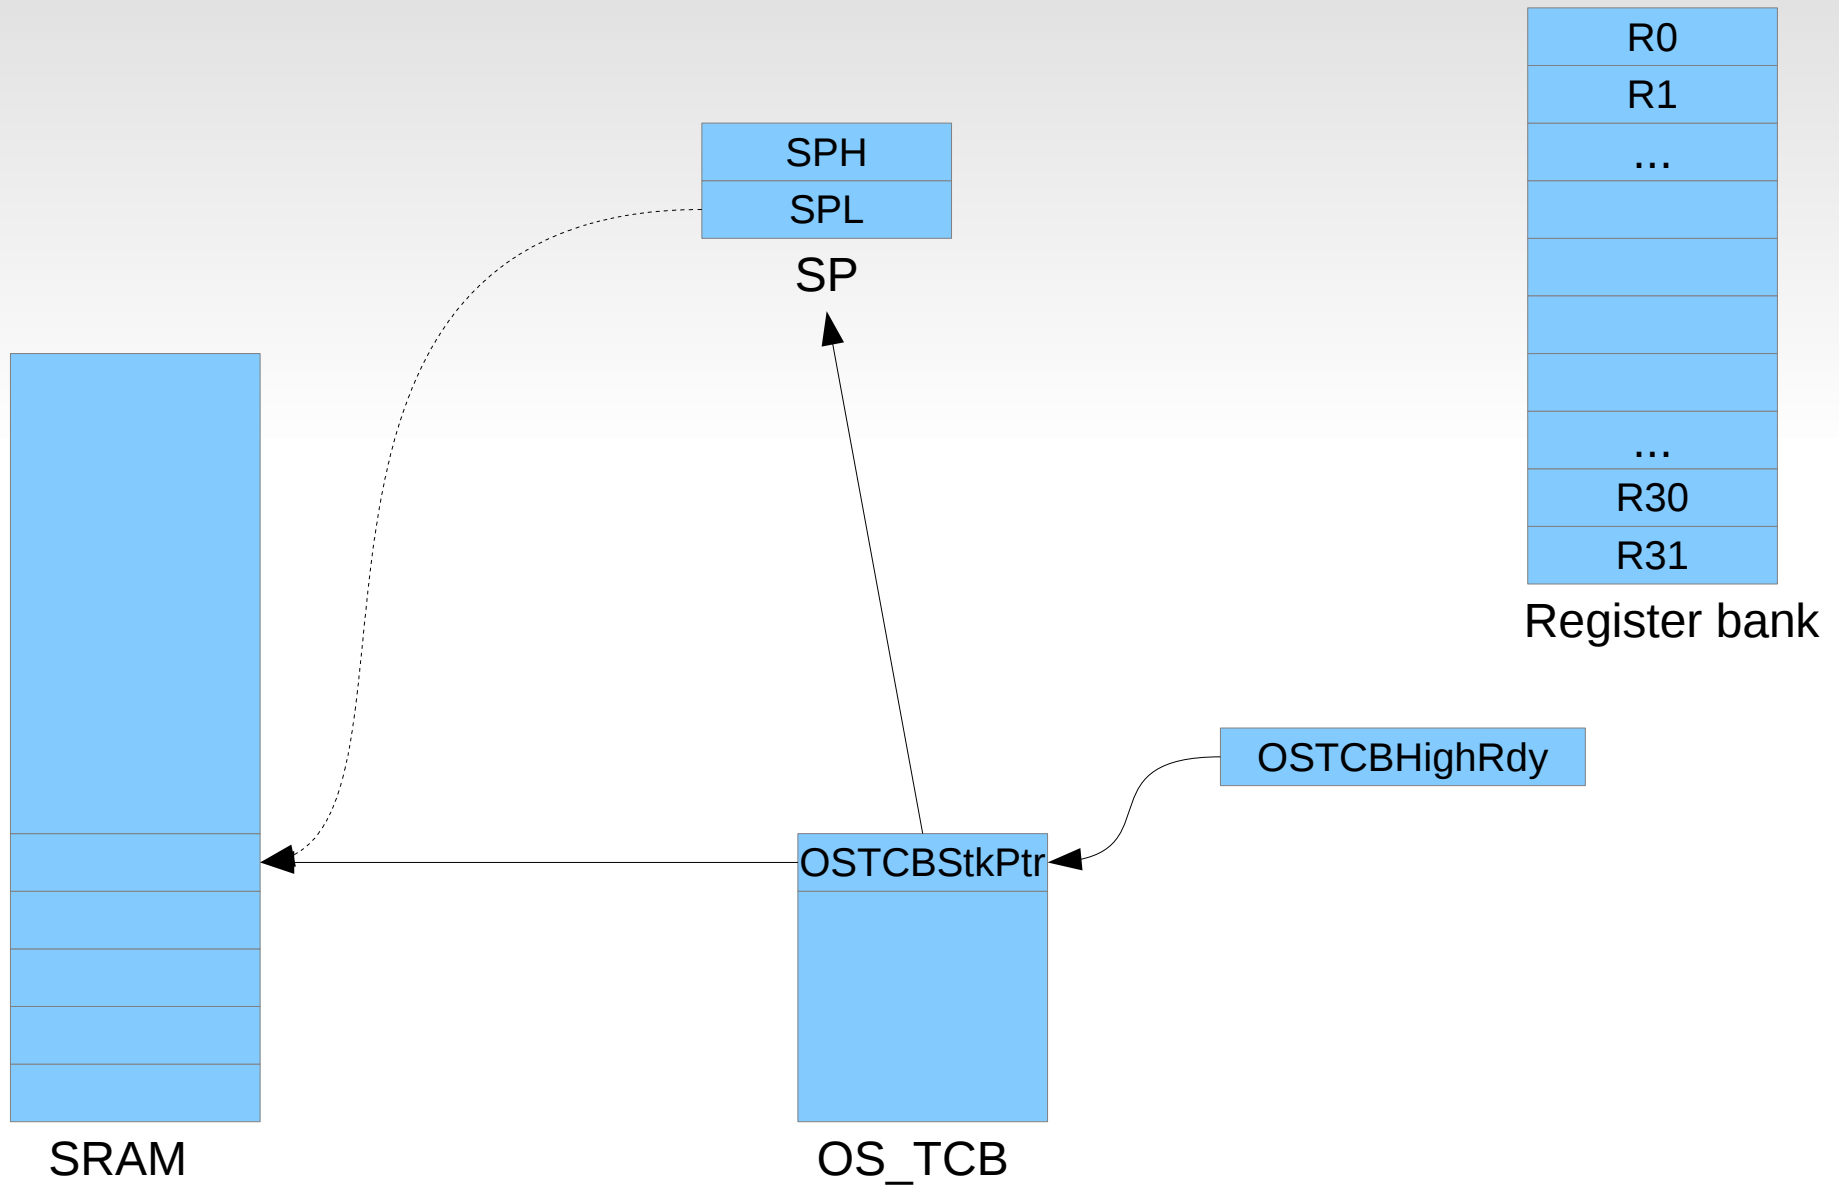 R0
R1
...
...
R30
R31
Register bank
SPH
SPL
SP
OSTCBHighRdy
OSTCBStkPtr
SRAM
OS_TCB